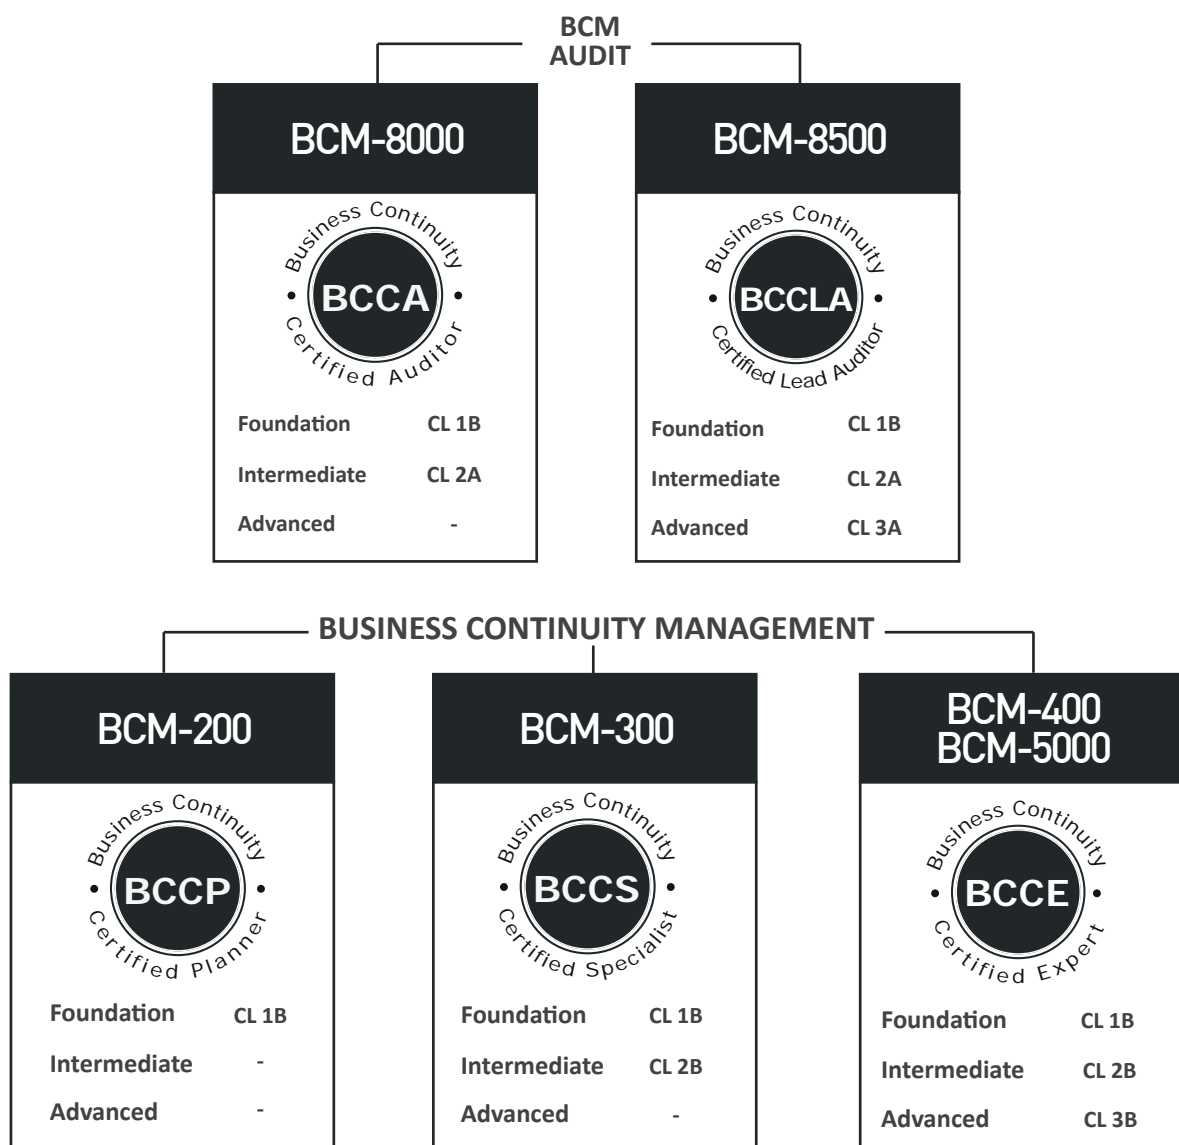 BCM
AUDIT
BCM-8000
BCM-8500
Business Continuity
BCCA
Certified Auditor
Business Continuity
BCCLA
Certified Lead Auditor
Foundation CL 1B
Intermediate CL 2A
Advanced -
Foundation CL 1B
Intermediate CL 2A
Advanced CL 3A
BUSINESS CONTINUITY MANAGEMENT
BCM-200
BCM-300
BCM-400
BCM-5000
Business Continuity
BCCP
Certified Planner
Business Continuity
BCCS
Certified Specialist
Business Continuity
BCCE
Certified Expert
Foundation CL 1B
Intermediate -
Advanced -
Foundation CL 1B
Intermediate CL 2B
Advanced -
Foundation CL 1B
Intermediate CL 2B
Advanced CL 3B